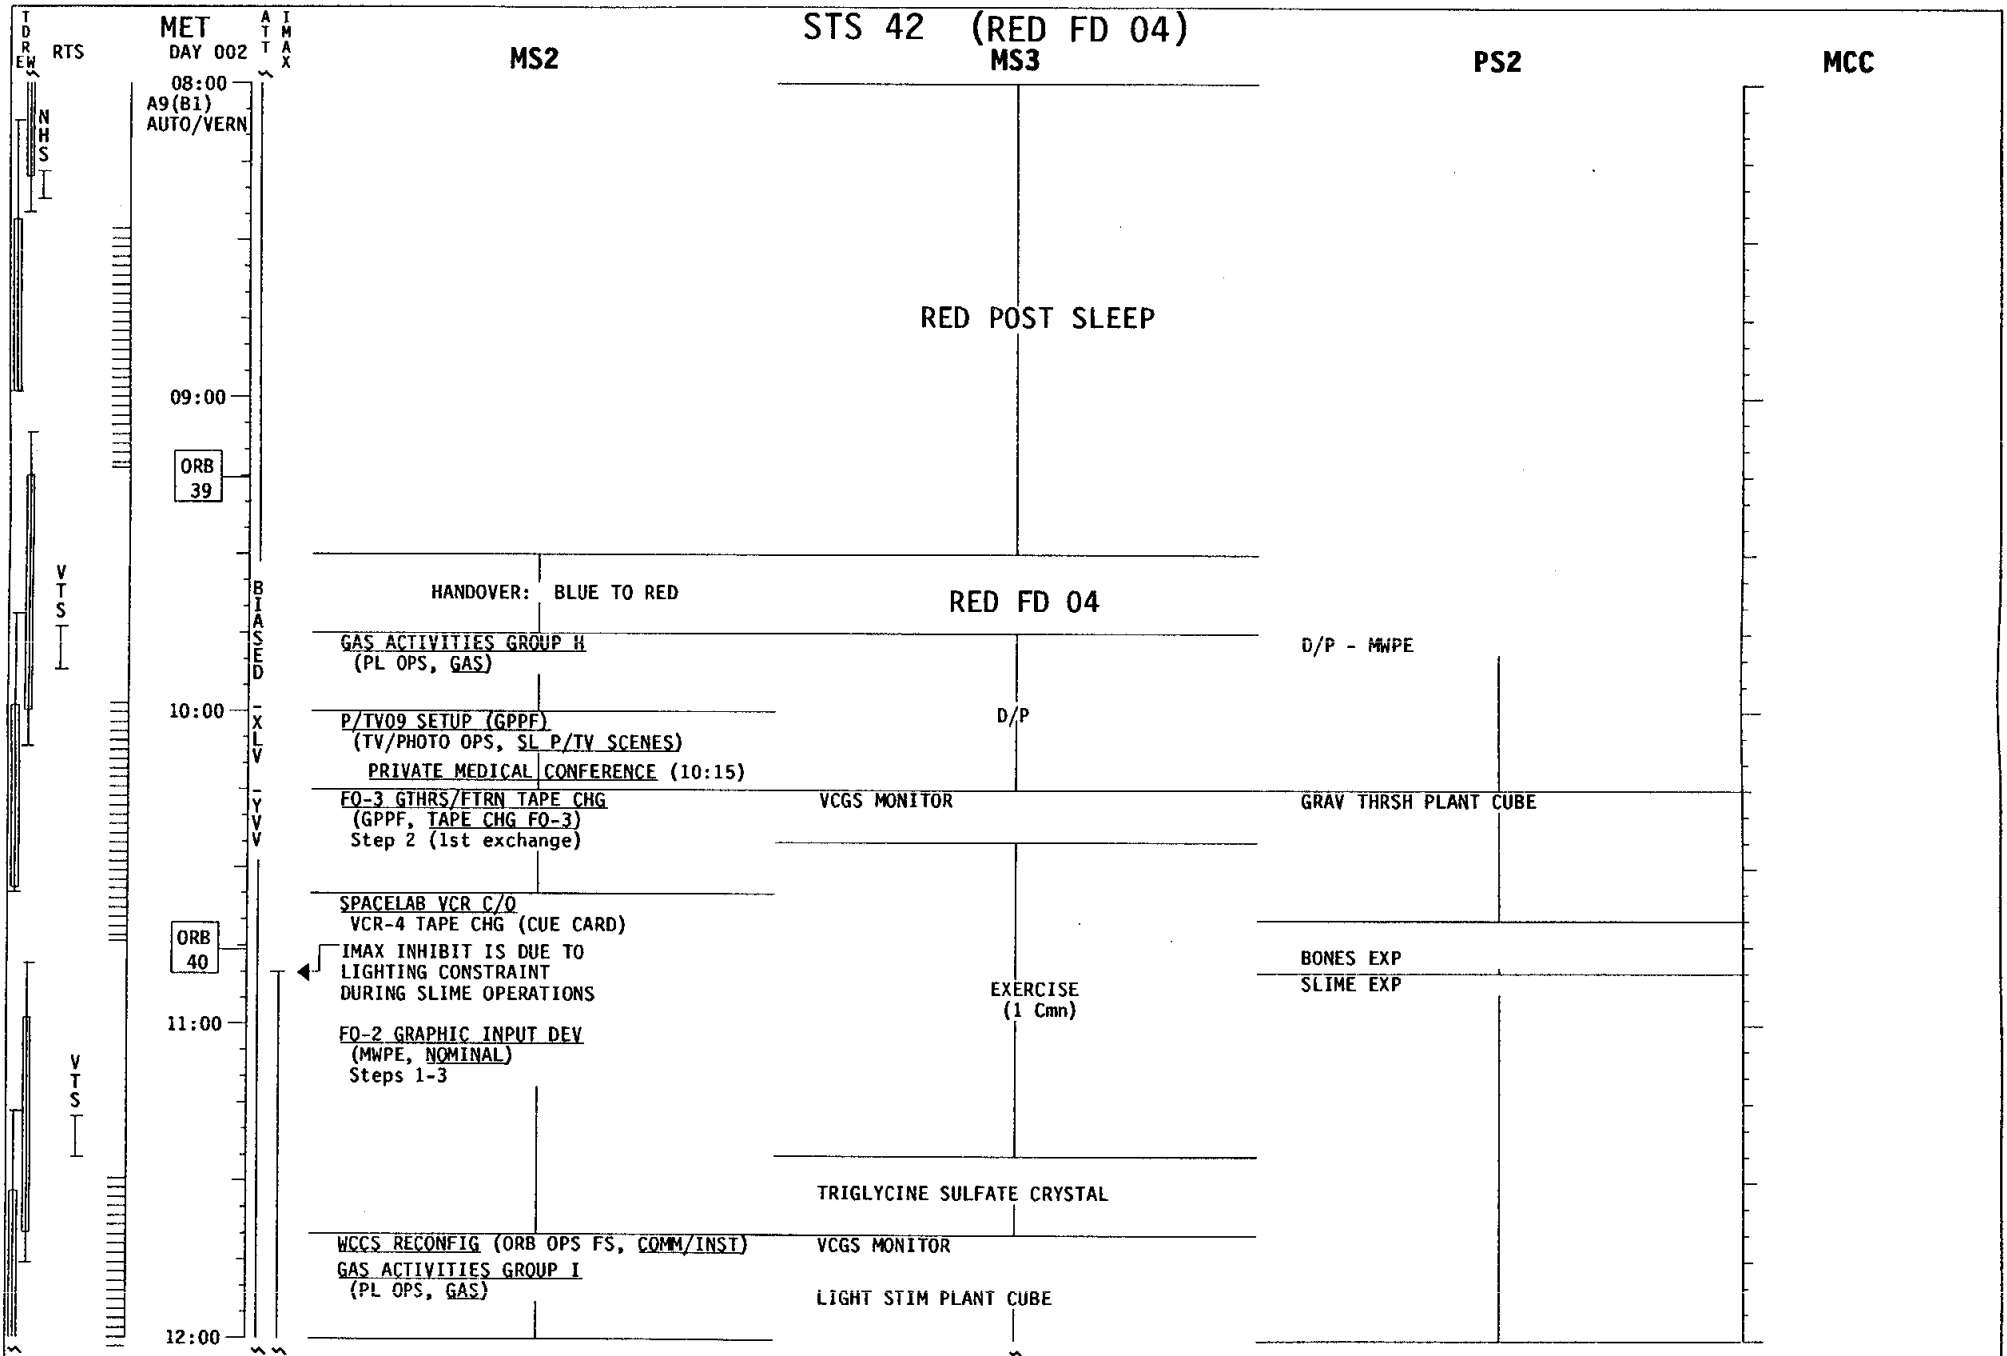 STS 42 (RED FD 04)
TDRE W
RTS
MET
DAY 002
ATT
IMAX
MS2
MS3
PS2
MCC
08:00
A9(B1)
AUTO/VERN
NHS
RED POST SLEEP
09:00
ORB
39
VTS
BIASED -XLV -YVV
HANDOVER: BLUE TO RED
RED FD 04
GAS ACTIVITIES GROUP H
(PL OPS, GAS)
D/P - MWPE
10:00
P/TV09 SETUP (GPPF)
(TV/PHOTO OPS, SL P/TV SCENES)
D/P
PRIVATE MEDICAL CONFERENCE (10:15)
FO-3 GTHRS/FTRN TAPE CHG
(GPPF, TAPE CHG FO-3)
Step 2 (1st exchange)
VCGS MONITOR
GRAV THRSH PLANT CUBE
SPACELAB VCR C/O
VCR-4 TAPE CHG (CUE CARD)
ORB
40
IMAX INHIBIT IS DUE TO
LIGHTING CONSTRAINT
DURING SLIME OPERATIONS
BONES EXP
SLIME EXP
EXERCISE
(1 Cmn)
11:00
FO-2 GRAPHIC INPUT DEV
(MWPE, NOMINAL)
Steps 1-3
VTS
TRIGLYCINE SULFATE CRYSTAL
WCCS RECONFIG (ORB OPS FS, COMM/INST)
VCGS MONITOR
GAS ACTIVITIES GROUP I
(PL OPS, GAS)
LIGHT STIM PLANT CUBE
12:00